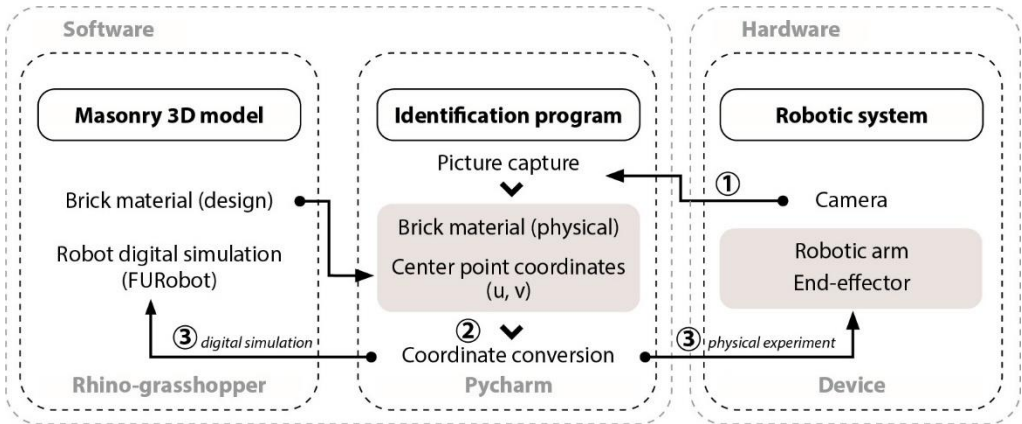 Software
Masonry 3D model
Brick material (design)
Robot digital simulation
(FURobot)
③ digital simulation
Rhino-grasshopper
Identification program
Picture capture
Brick material (physical)
Center point coordinates
(u, v)
②
Coordinate conversion
Pycharm
Hardware
Robotic system
①
Camera
Robotic arm
End-effector
③ physical experiment
Device